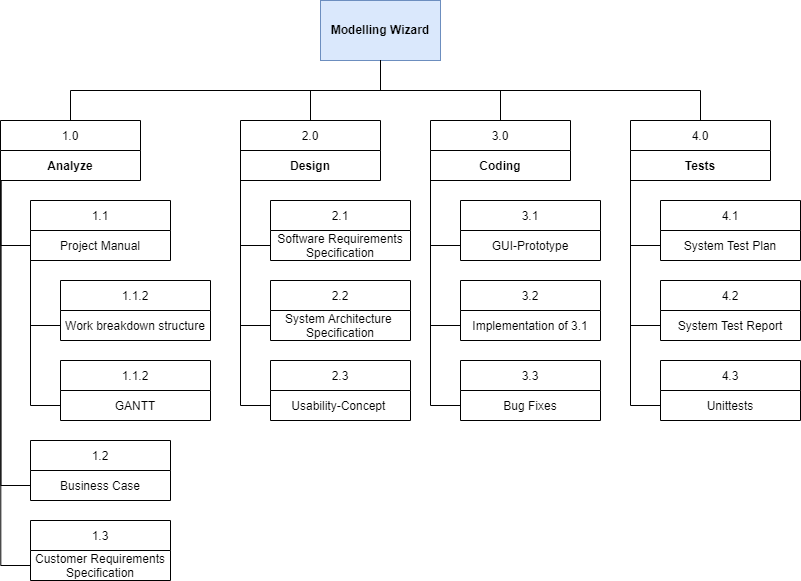 Modelling Wizard
1.0
Analyze
1.1
Project Manual
1.1.2
Work breakdown structure
1.1.2
GANTT
1.2
Business Case
1.3
Customer Requirements
Specification
2.0
Design
2.1
Software Requirements
Specification
2.2
System Architecture
Specification
2.3
Usability-Concept
3.0
Coding
3.1
GUI-Prototype
3.2
Implementation of 3.1
3.3
Bug Fixes
4.0
Tests
4.1
System Test Plan
4.2
System Test Report
4.3
Unittests